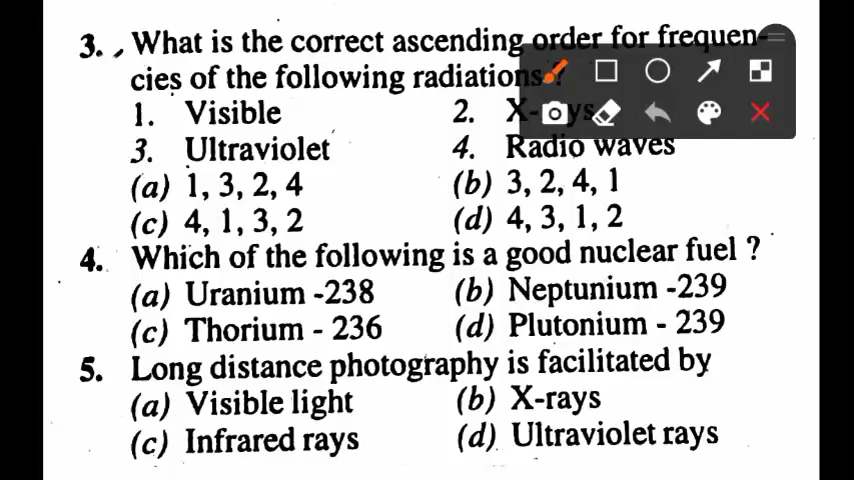 3. What is the correct ascending order for frequen-
cies of the following radiations ?
1. Visible 2. X-rays
3. Ultraviolet 4. Radio waves
(a) 1, 3, 2, 4 (b) 3, 2, 4, 1
(c) 4, 1, 3, 2 (d) 4, 3, 1, 2
4. Which of the following is a good nuclear fuel ?
(a) Uranium -238 (b) Neptunium -239
(c) Thorium - 236 (d) Plutonium - 239
5. Long distance photography is facilitated by
(a) Visible light (b) X-rays
(c) Infrared rays (d) Ultraviolet rays